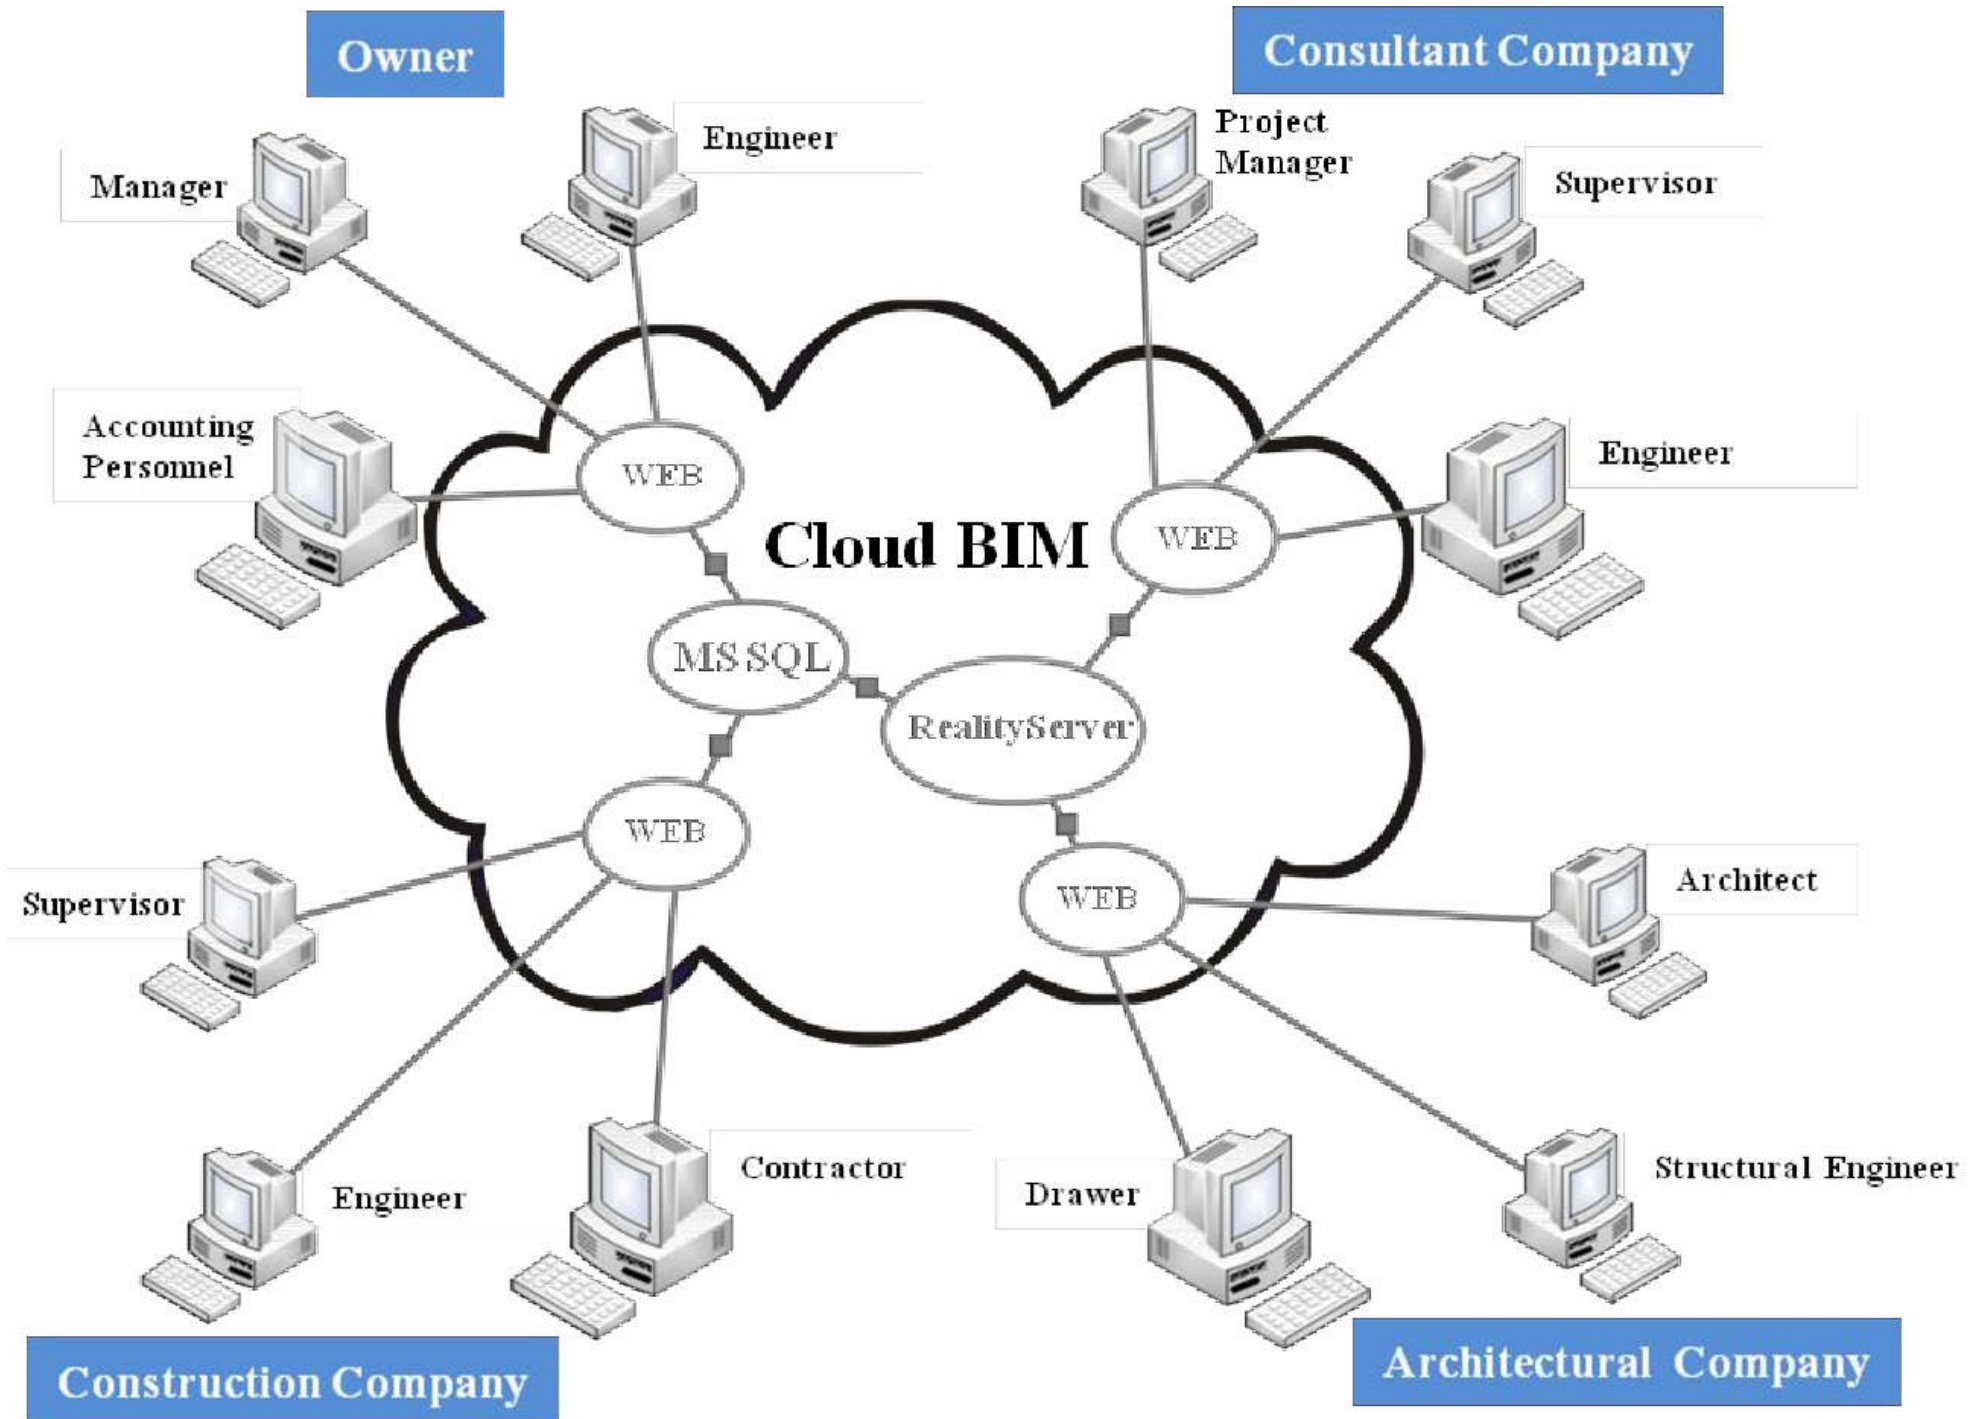 Owner
Consultant Company
Manager
Engineer
Project
Manager
Supervisor
Accounting
Personnel
Engineer
WEB
WEB
Cloud BIM
MS SQL
RealityServer
WEB
WEB
Supervisor
Architect
Engineer
Contractor
Drawer
Structural Engineer
Construction Company
Architectural Company